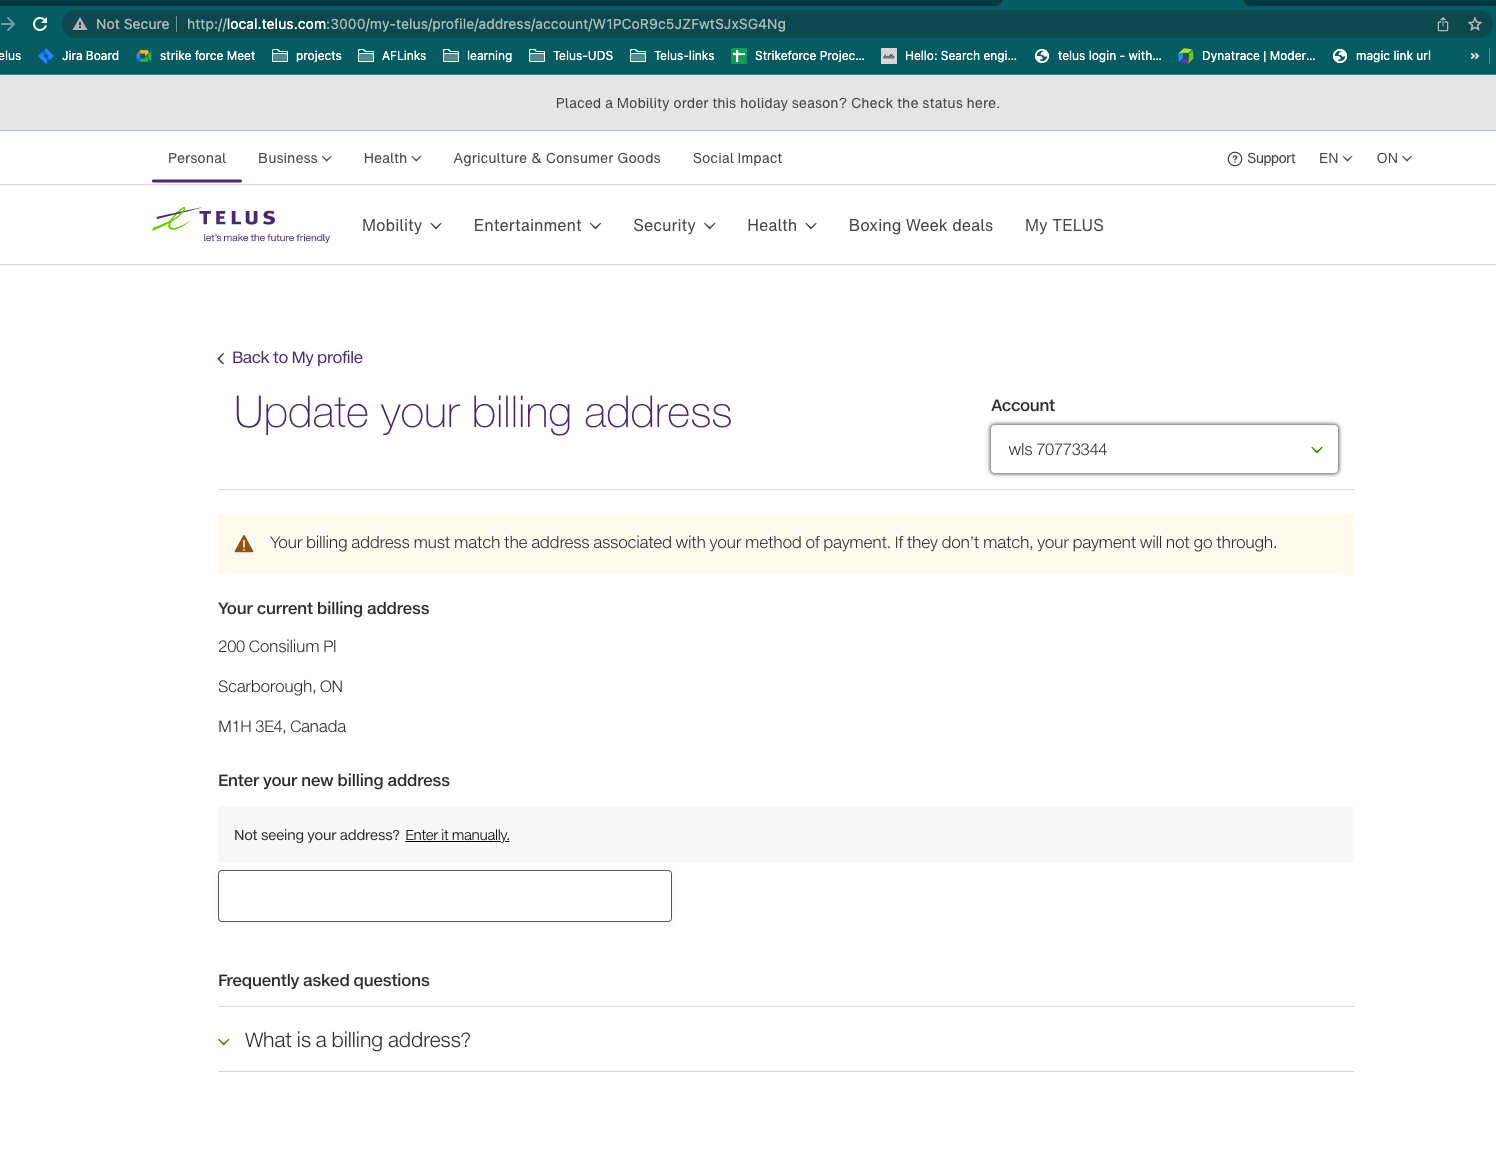 Not Secure http://local.telus.com:3000/my-telus/profile/address/account/W1PCoR9c5JZFwtSJxSG4Ng
elus Jira Board strike force Meet projects AFLinks learning Telus-UDS Telus-links Strikeforce Projec... Hello: Search engi... telus login - with... Dynatrace | Moder... magic link url »
Placed a Mobility order this holiday season? Check the status here.
Personal Business Health Agriculture & Consumer Goods Social Impact Support EN ON
TELUS
let's make the future friendly
Mobility Entertainment Security Health Boxing Week deals My TELUS
Back to My profile
Update your billing address
Account
wls 70773344
Your billing address must match the address associated with your method of payment. If they don't match, your payment will not go through.
Your current billing address
200 Consilium Pl
Scarborough, ON
M1H 3E4, Canada
Enter your new billing address
Not seeing your address? Enter it manually.
Frequently asked questions
What is a billing address?